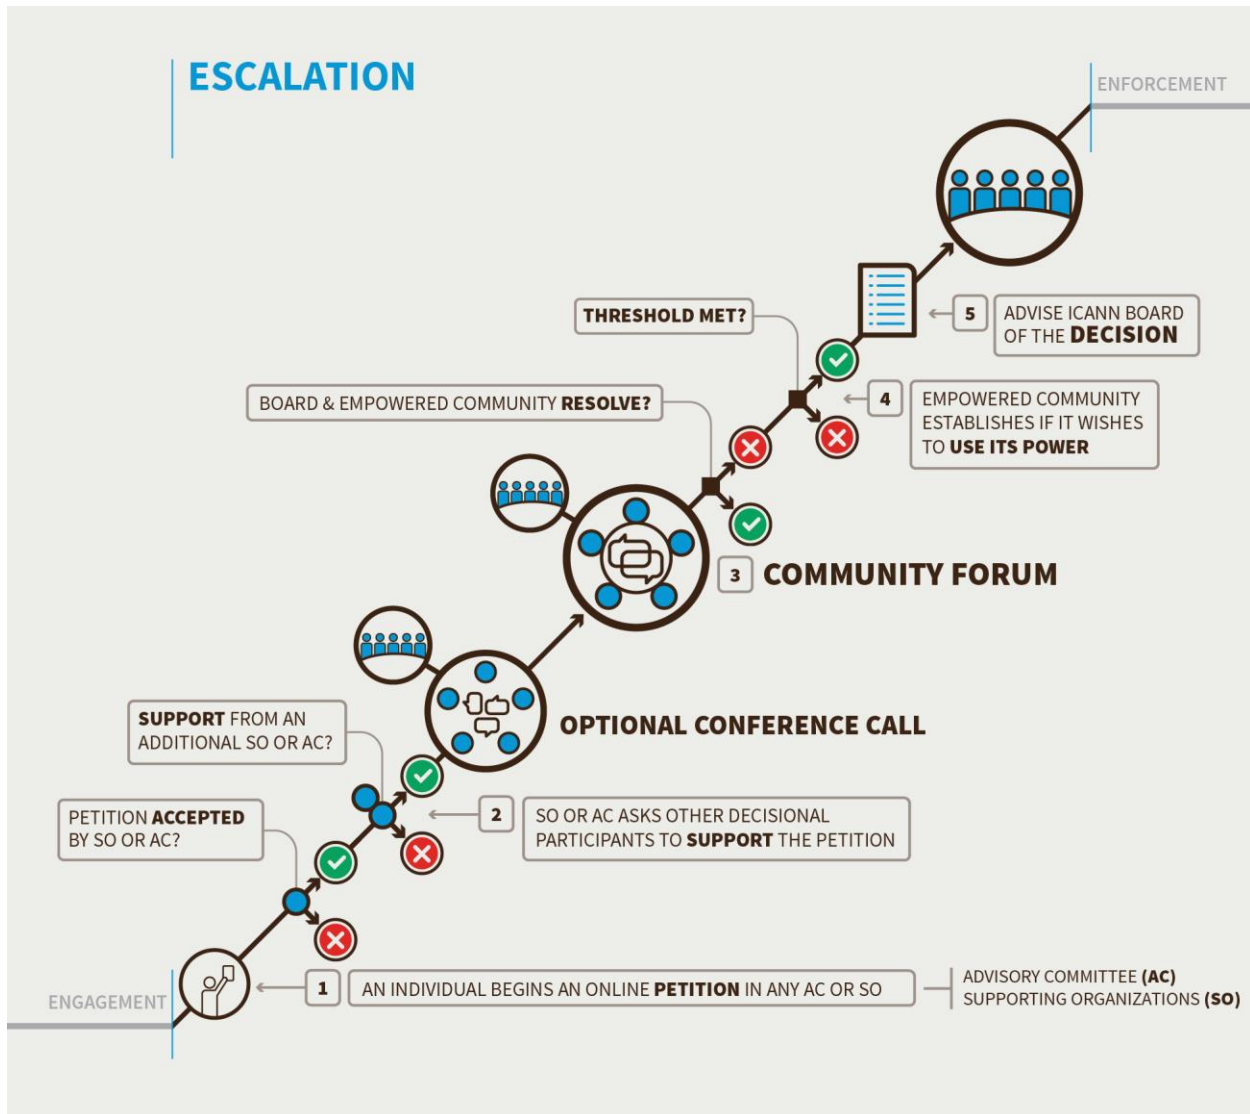 ESCALATION
ENFORCEMENT
THRESHOLD MET?
5
ADVISE ICANN BOARD
OF THE DECISION
BOARD & EMPOWERED COMMUNITY RESOLVE?
4
EMPOWERED COMMUNITY
ESTABLISHES IF IT WISHES
TO USE ITS POWER
3
COMMUNITY FORUM
OPTIONAL CONFERENCE CALL
SUPPORT FROM AN
ADDITIONAL SO OR AC?
PETITION ACCEPTED
BY SO OR AC?
2
SO OR AC ASKS OTHER DECISIONAL
PARTICIPANTS TO SUPPORT THE PETITION
ENGAGEMENT
1
AN INDIVIDUAL BEGINS AN ONLINE PETITION IN ANY AC OR SO
ADVISORY COMMITTEE (AC)
SUPPORTING ORGANIZATIONS (SO)